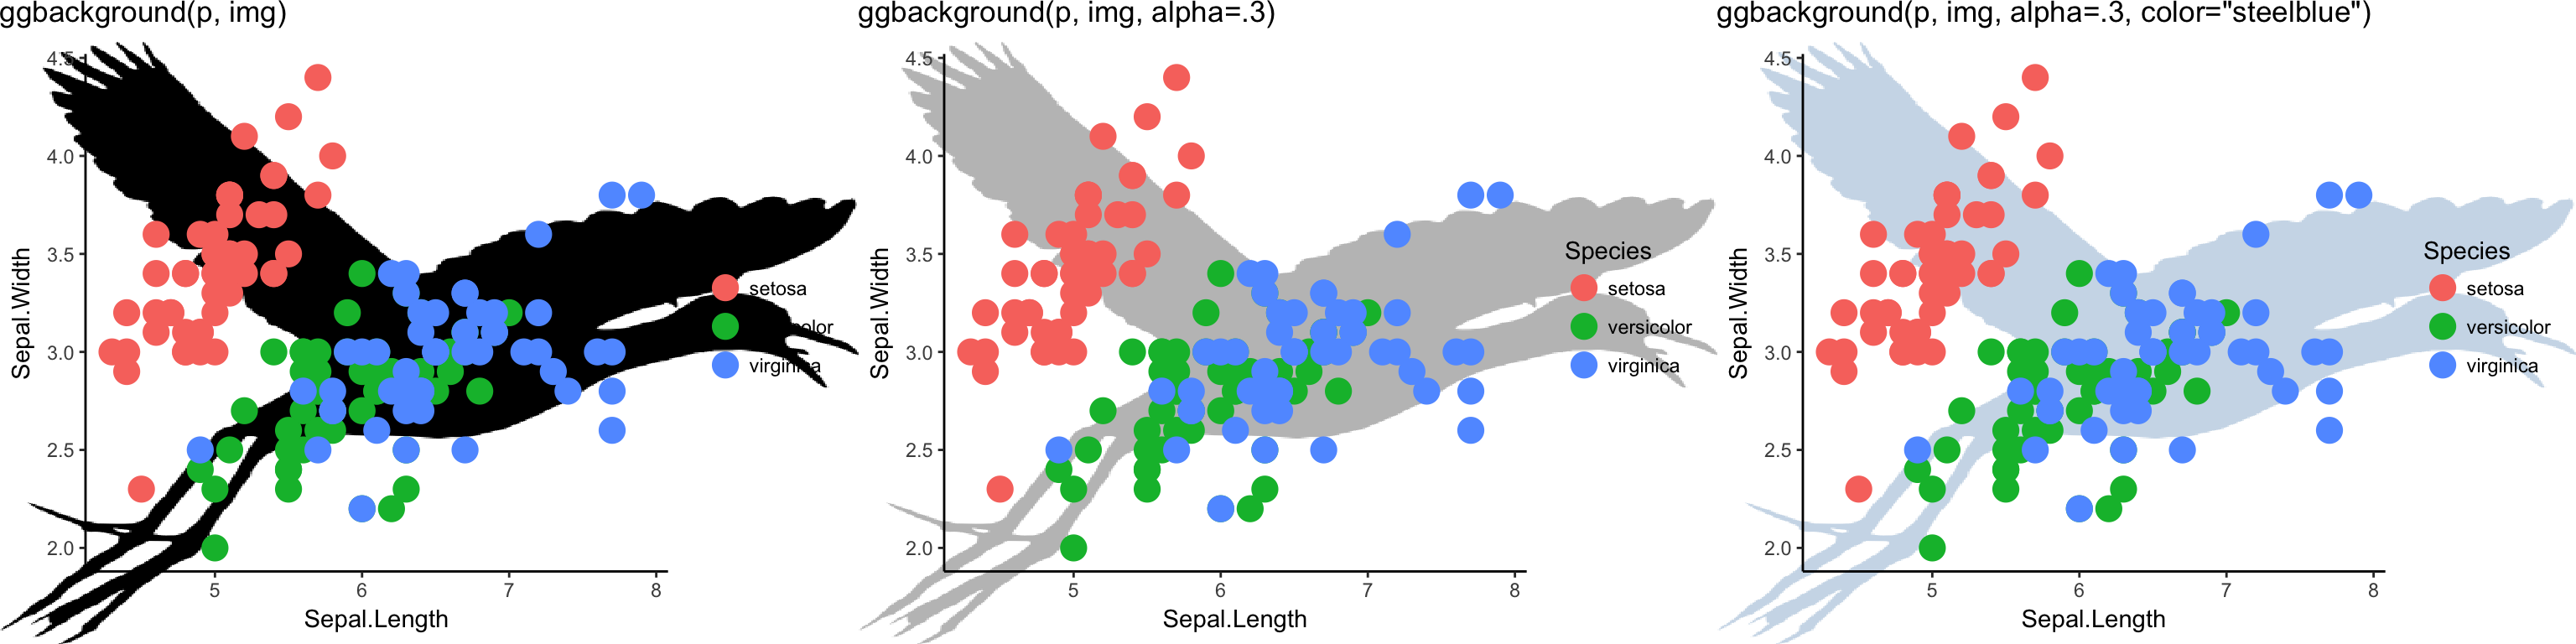 ggbackground(p, img)
4.5
4.0
3.5
3.0
2.5
2.0
Sepal.Width
5 6 7 8
Sepal.Length
setosa
color
virginica
ggbackground(p, img, alpha=.3)
4.5
4.0
3.5
3.0
2.5
2.0
Sepal.Width
5 6 7 8
Sepal.Length
Species
setosa
versicolor
virginica
ggbackground(p, img, alpha=.3, color="steelblue")
4.5
4.0
3.5
3.0
2.5
2.0
Sepal.Width
5 6 7 8
Sepal.Length
Species
setosa
versicolor
virginica